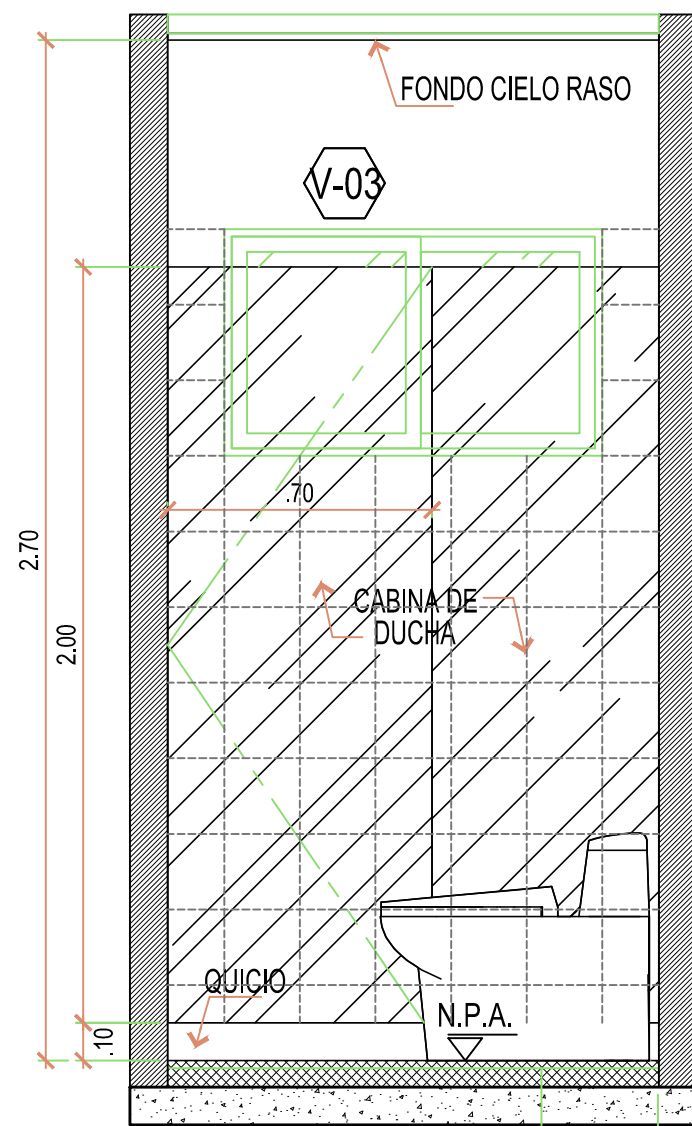 FONDO CIELO RASO
V-03
.70
2.70
CABINA DE
DUCHA
2.00
QUICIO
N.P.A.
.10